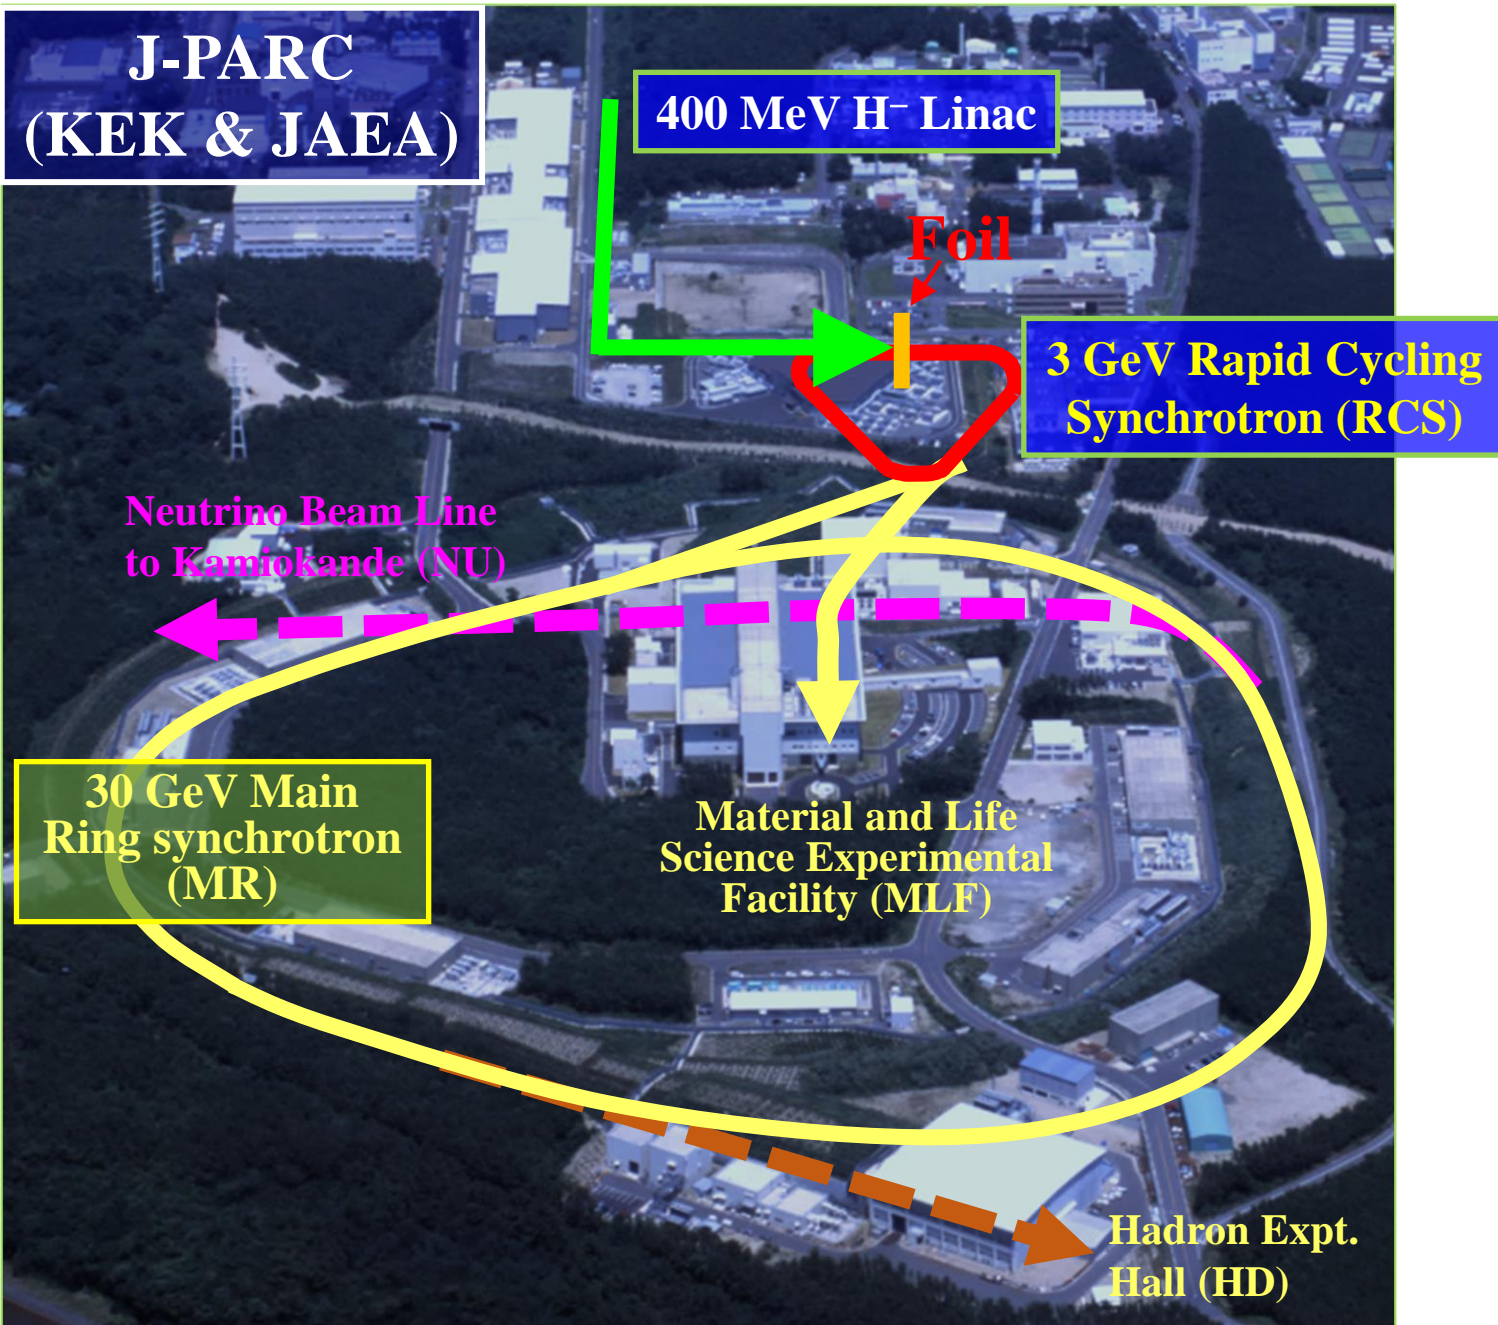 J-PARC
(KEK & JAEA)
400 MeV H⁻ Linac
Foil
3 GeV Rapid Cycling
Synchrotron (RCS)
Neutrino Beam Line
to Kamiokande (NU)
30 GeV Main
Ring synchrotron
(MR)
Material and Life
Science Experimental
Facility (MLF)
Hadron Expt.
Hall (HD)